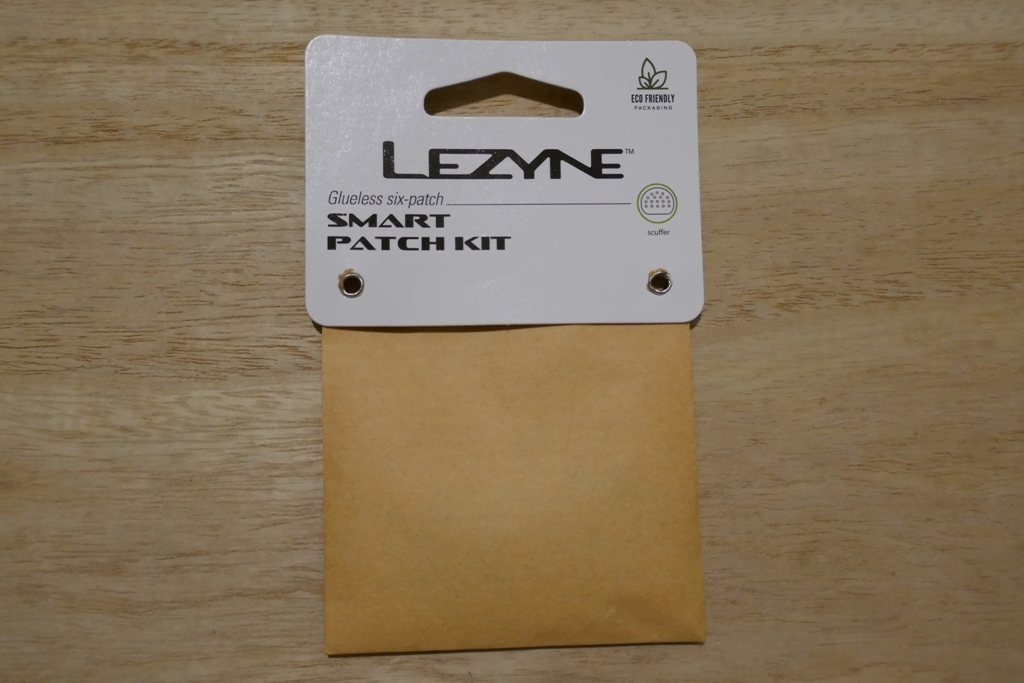 ECO FRIENDLY
PACKAGING
LEZYNE™
Glueless six-patch
SMART
PATCH KIT
scuffer